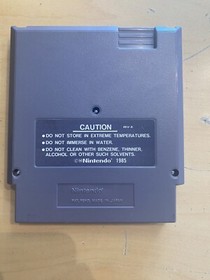 CAUTION
• DO NOT STORE IN EXTREME TEMPERATURES.
• DO NOT IMMERSE IN WATER.
• DO NOT CLEAN WITH BENZENE, THINNER,
ALCOHOL OR OTHER SUCH SOLVENTS.
Nintendo 1985
Nintendo